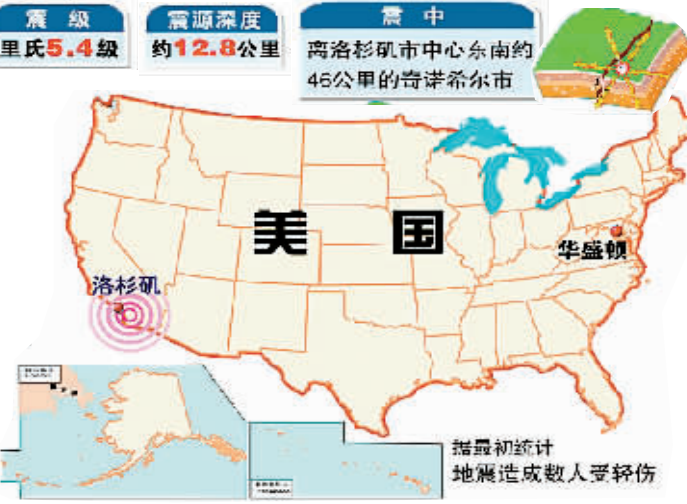 震 级
里氏5.4级
震源深度
约12.8公里
震 中
离洛杉矶市中心东南约
46公里的奇诺希尔市
美 国
华盛顿
洛杉矶
据最初统计
地震造成数人受轻伤